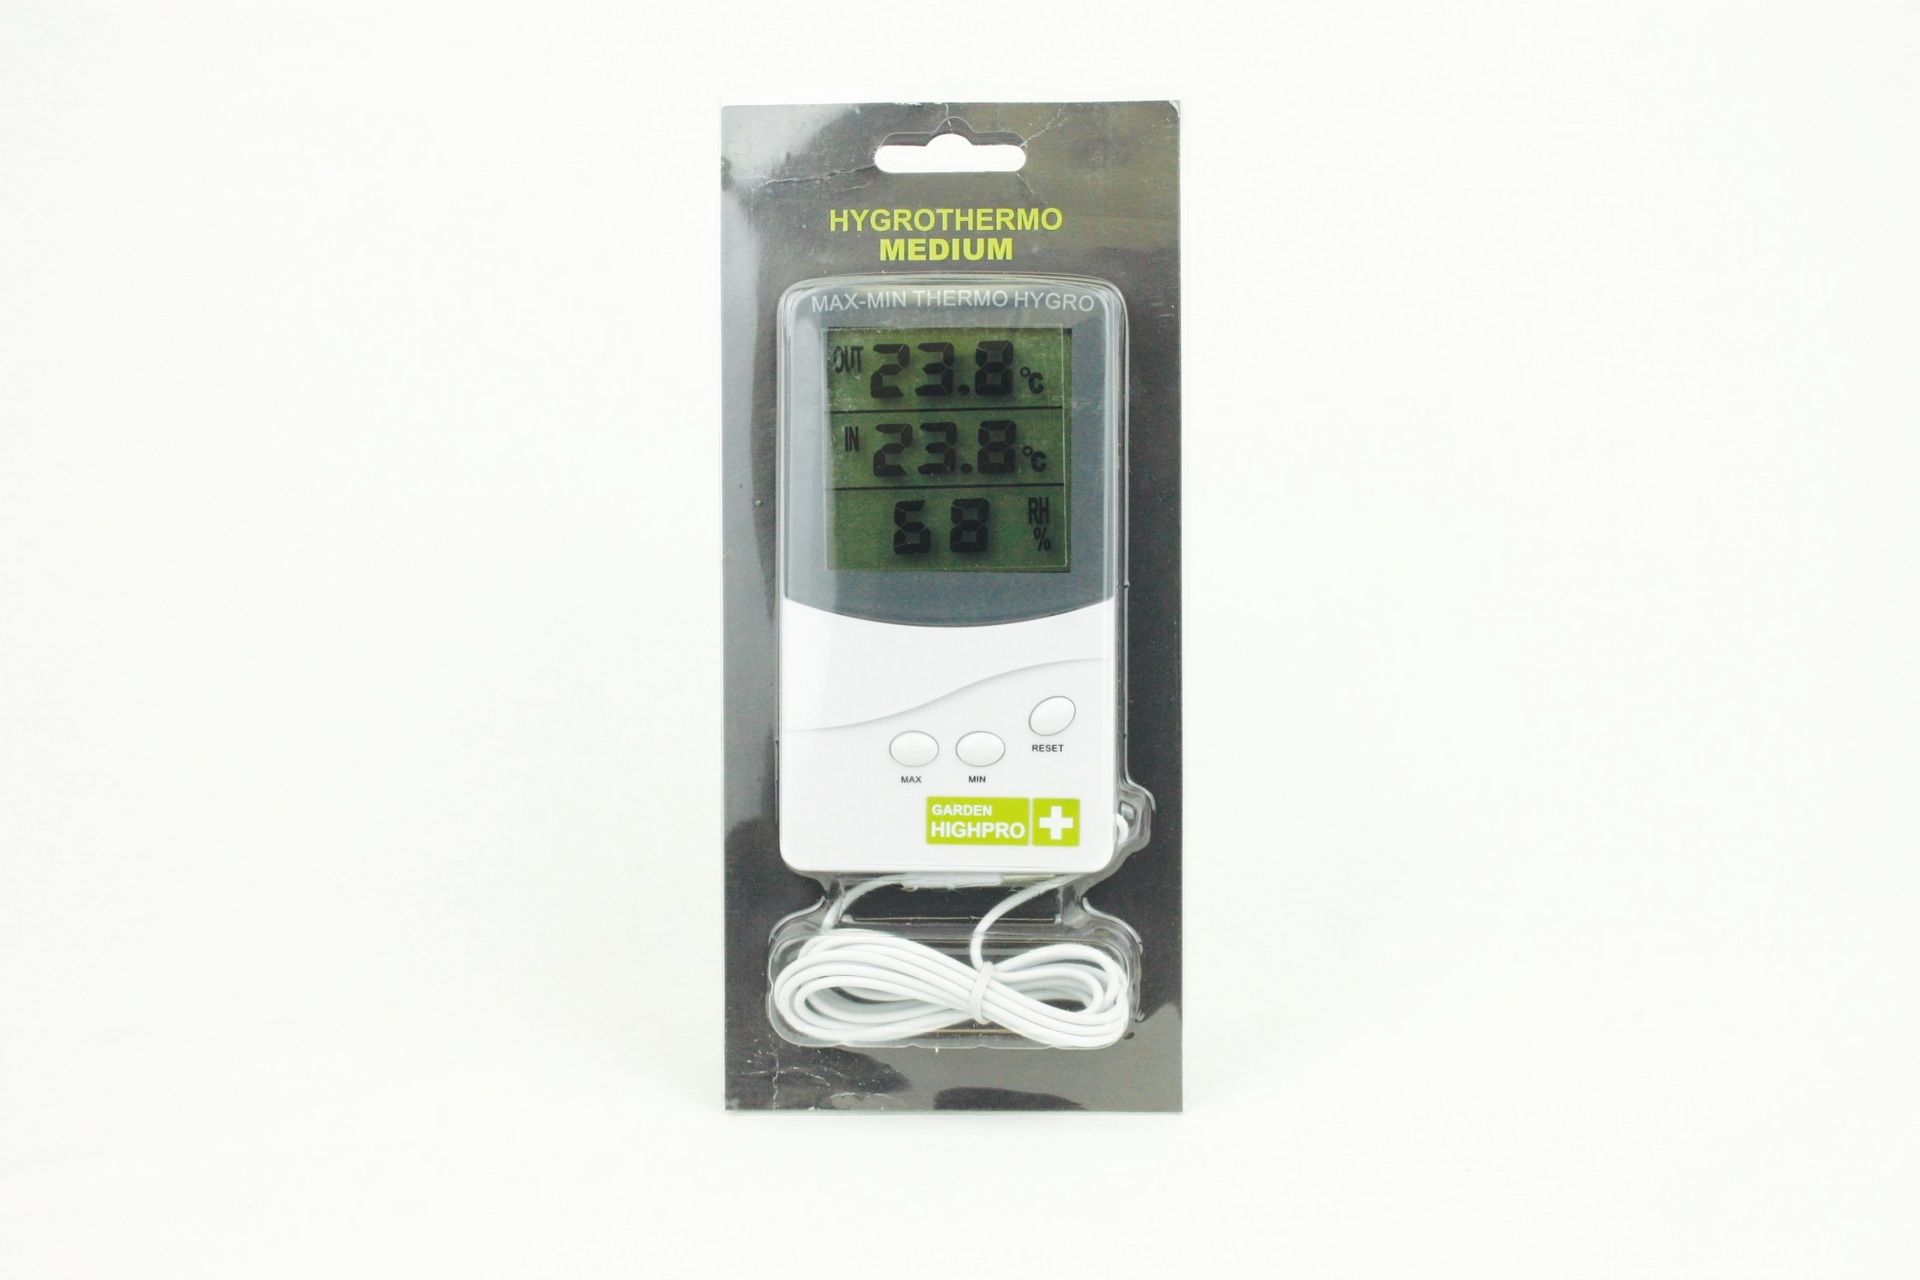 HYGROTHERMO
MEDIUM
MAX-MIN THERMO HYGRO
OUT 23.8 °C
IN 23.8 °C
68 RH
%
RESET
MAX MIN
GARDEN
HIGHPRO